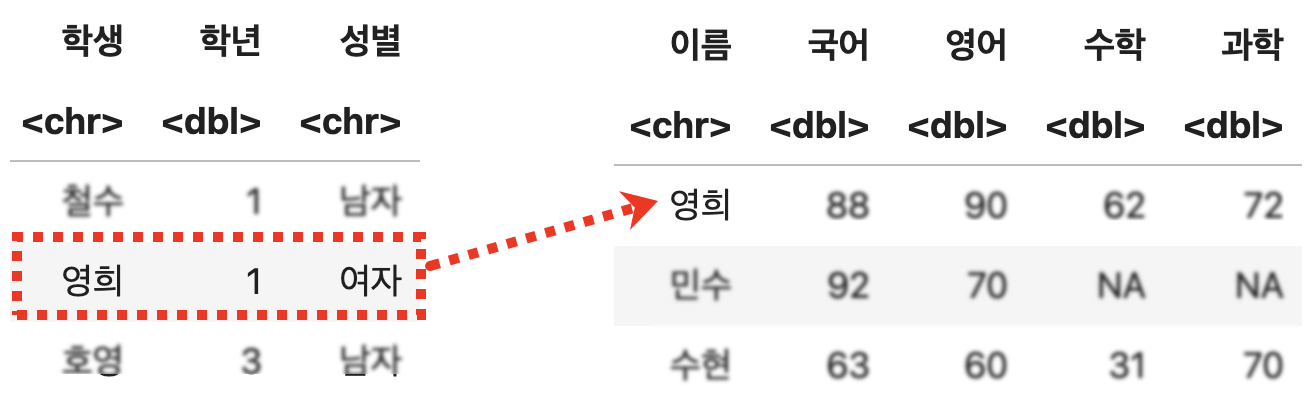 학생 학년 성별
<chr> <dbl> <chr>
철수 1 남자
영희 1 여자
호영 3 남자
이름 국어 영어 수학 과학
<chr> <dbl> <dbl> <dbl> <dbl>
영희 88 90 62 72
민수 92 70 NA NA
수현 63 60 31 70